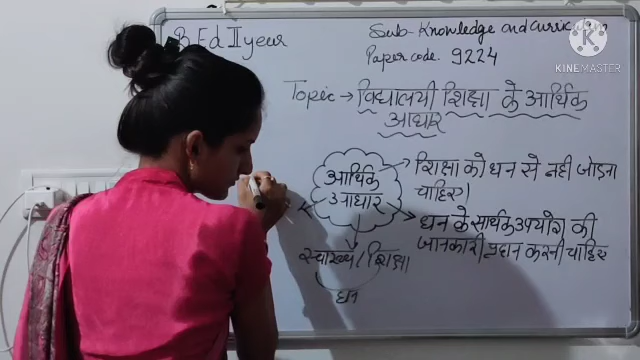 B.Ed II year
Sub- Knowledge and curriculum
Paper code. 9224
KINEMASTER
Topic → विद्यालयी शिक्षा के आर्थिक
आधार
आर्थिक
आधार
शिक्षा को धन से नही जोड़ना
चाहिए।
धन के सार्थक उपयोग की
जानकारी प्रदान करनी चाहिए
स्वास्थ्य / शिक्षा
धन